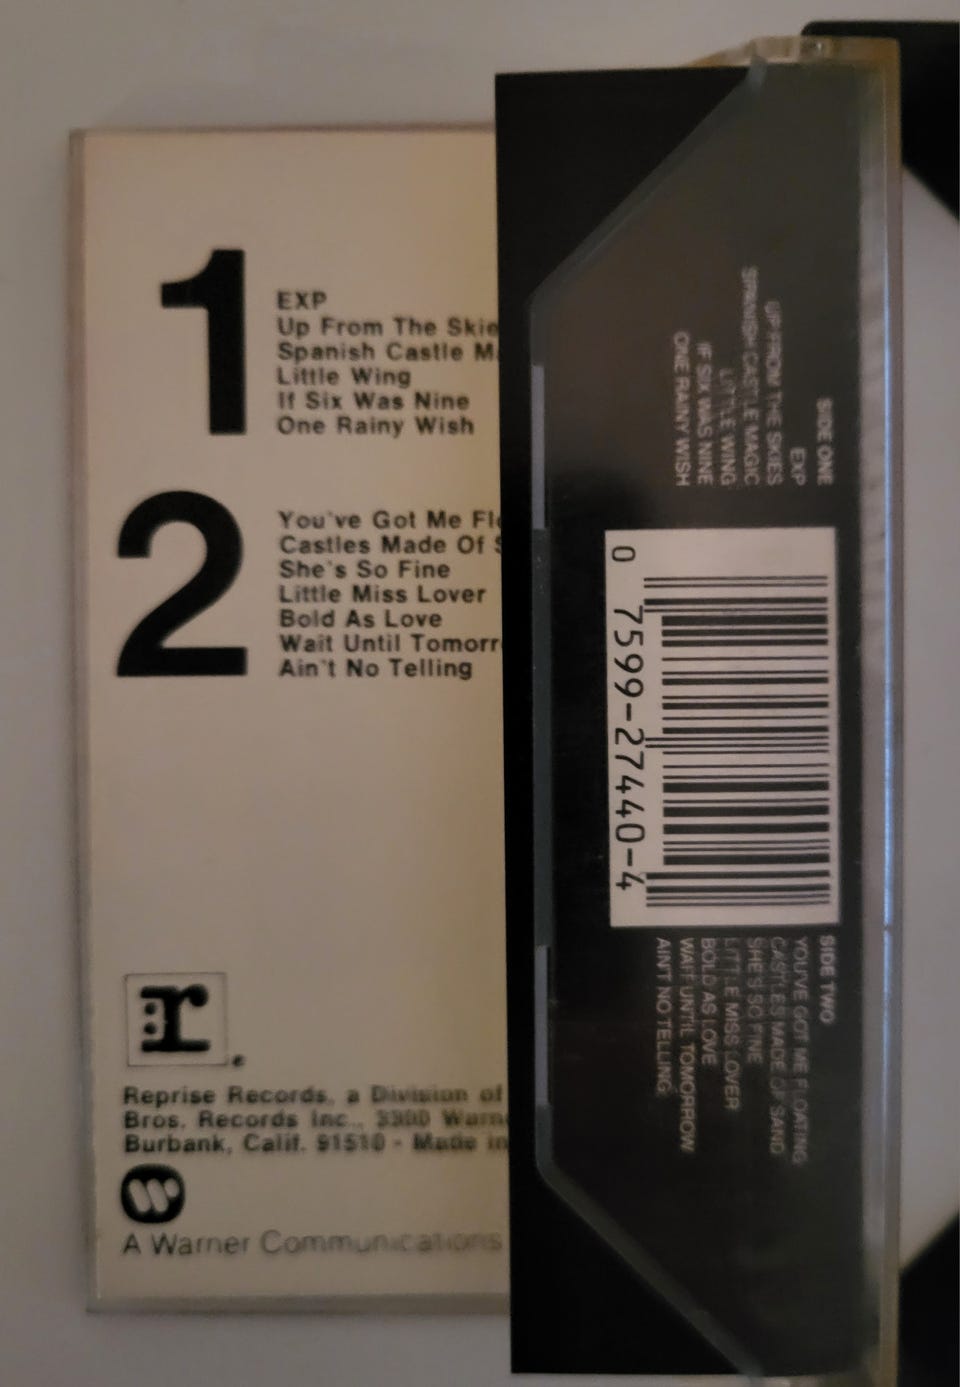 1
EXP
Up From The Skie
Spanish Castle M
Little Wing
If Six Was Nine
One Rainy Wish
2
You've Got Me Flo
Castles Made Of S
She's So Fine
Little Miss Lover
Bold As Love
Wait Until Tomorr
Ain't No Telling
:r.
Reprise Records, a Division of
Bros. Records Inc., 3300 Warn
Burbank, Calif. 91510 - Made in
W
A Warner Communications
SIDE ONE
EXP
UP FROM THE SKIES
SPANISH CASTLE MAGIC
LITTLE WING
IF SIX WAS NINE
ONE RAINY WISH
0 7599-27440-4
SIDE TWO
YOU'VE GOT ME FLOATING
CASTLES MADE OF SAND
SHE'S SO FINE
LITTLE MISS LOVER
BOLD AS LOVE
WAIT UNTIL TOMORROW
AIN'T NO TELLING